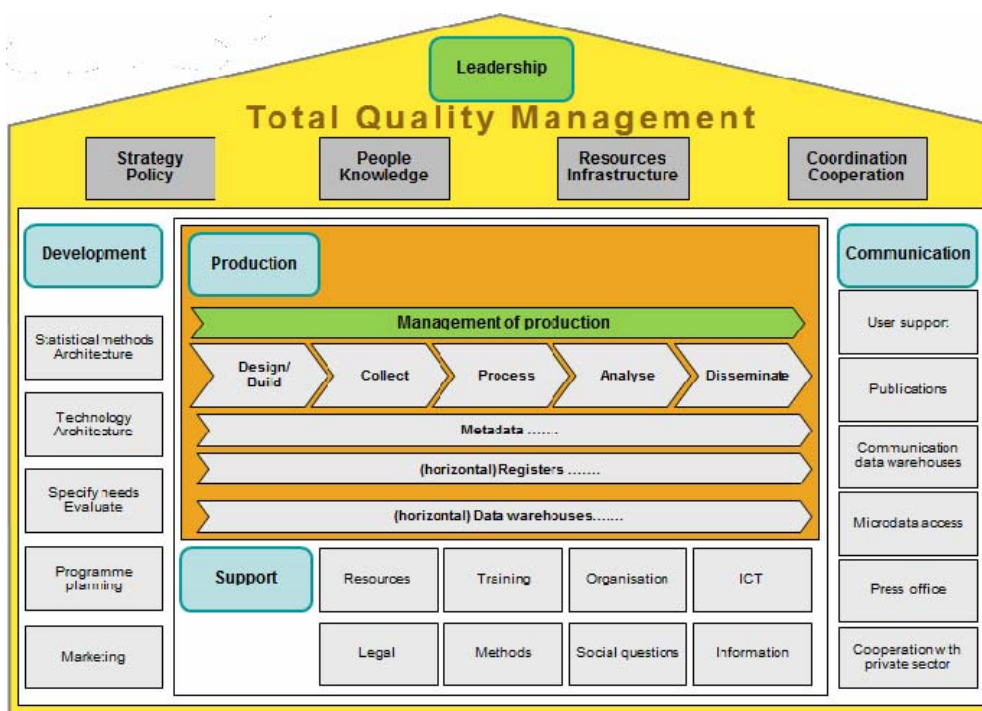 Leadership
Total Quality Management
Strategy
Policy
People
Knowledge
Resources
Infrastructure
Coordination
Cooperation
Development
Statistical methods
Architecture
Technology
Architecture
Specify needs
Evaluate
Programme
planning
Marketing
Production
Management of production
Design/
Build
Collect
Process
Analyse
Disseminate
Metadata .......
(horizontal) Registers .......
(horizontal) Data warehouses.......
Support
Resources
Training
Organisation
ICT
Legal
Methods
Social questions
Information
Communication
User support
Publications
Communication
data warehouses
Microdata access
Press office
Cooperation with
private sector